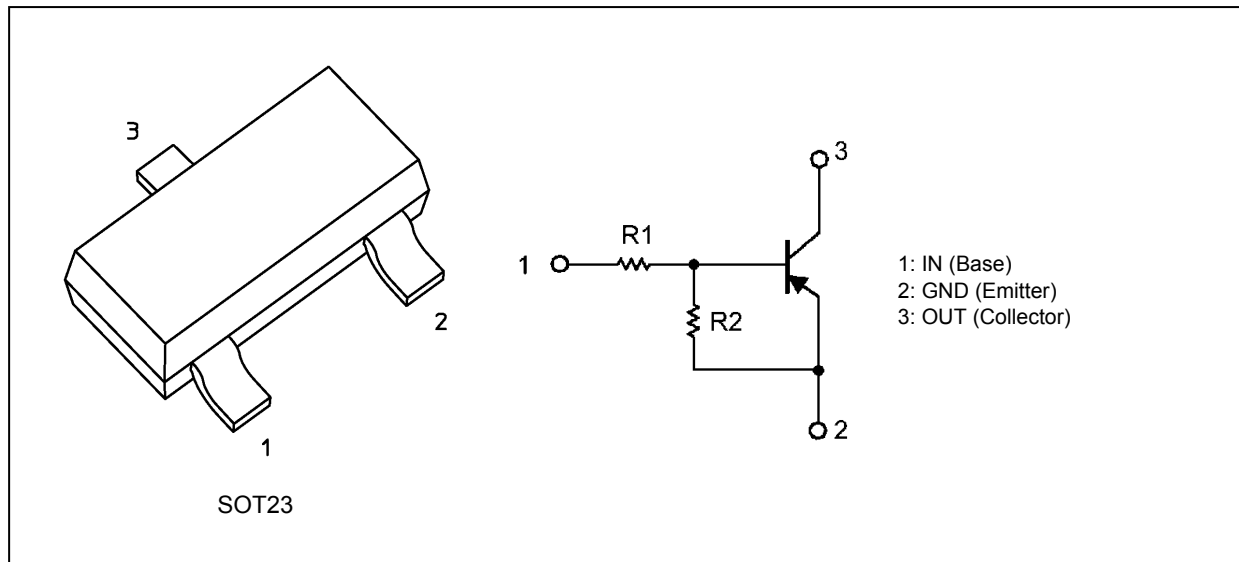 3
2
1
SOT23
3
R1
1
R2
2
1: IN (Base)
2: GND (Emitter)
3: OUT (Collector)